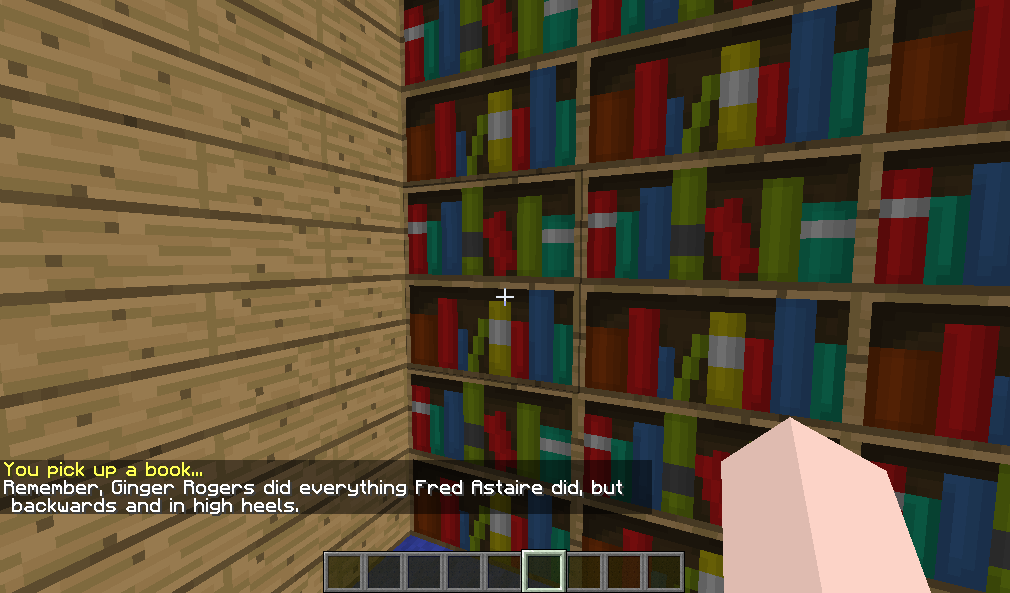 You pick up a book...
Remember, Ginger Rogers did everything Fred Astaire did, but
backwards and in high heels.